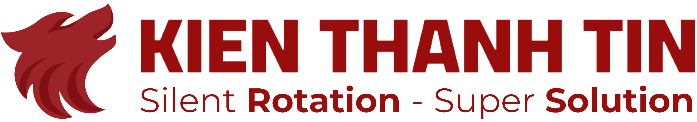 KIEN THANH TIN
Silent Rotation - Super Solution